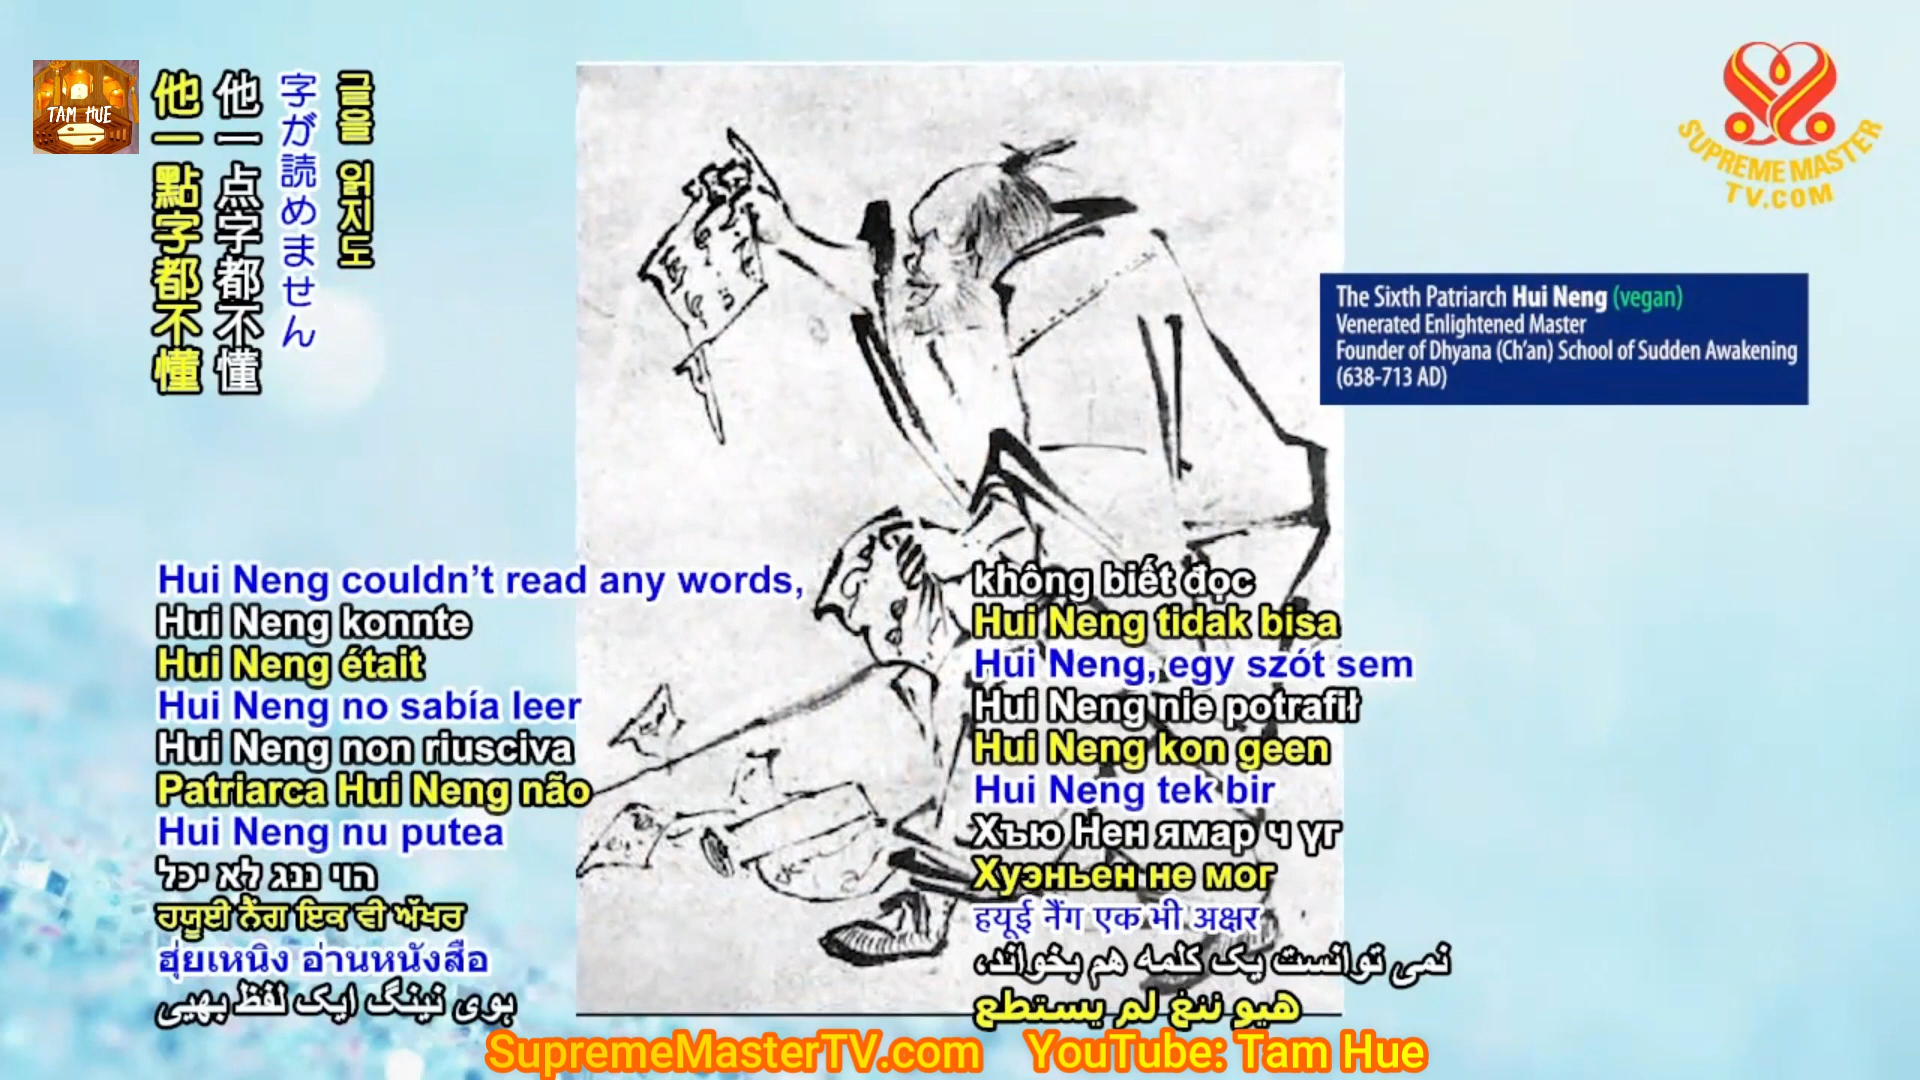 TAM HUE
他一點字都不懂
他一点字都不懂
字が読めません
글을 읽지도
SUPREME MASTER
TV.COM
The Sixth Patriarch Hui Neng (vegan)
Venerated Enlightened Master
Founder of Dhyana (Ch'an) School of Sudden Awakening
(638-713 AD)
Hui Neng couldn't read any words,
Hui Neng konnte
Hui Neng était
Hui Neng no sabía leer
Hui Neng non riusciva
Patriarca Hui Neng não
Hui Neng nu putea
הוי ננג לא יכל
ਹਯੂਈ ਨੈਂਗ ਇਕ ਵੀ ਅੱਖਰ
ฮุ่ยเหนิง อ่านหนังสือ
ہوی نینگ ایک لفظ بھیی
không biết đọc
Hui Neng tidak bisa
Hui Neng, egy szót sem
Hui Neng nie potrafił
Hui Neng kon geen
Hui Neng tek bir
Хъю Нен ямар ч үг
Хуэньен не мог
हयूई नैंग एक भी अक्षर
نمی توانست یک کلمه هم بخواند،
هيو ننغ لم يستطع
SupremeMasterTV.com YouTube: Tam Hue